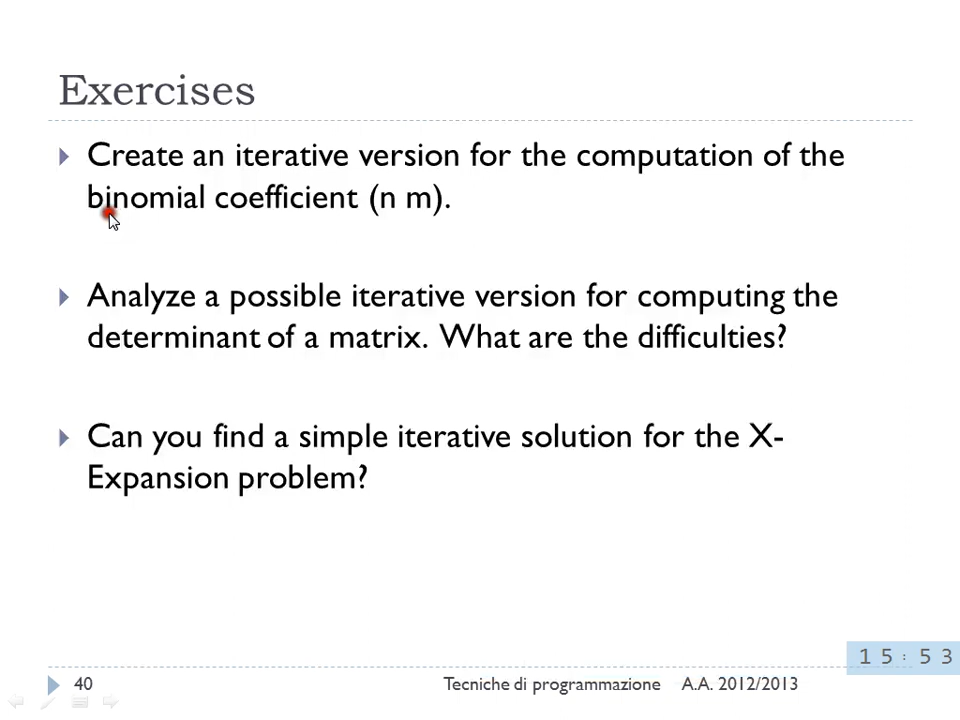 Exercises
Create an iterative version for the computation of the
binomial coefficient (n m).
Analyze a possible iterative version for computing the
determinant of a matrix. What are the difficulties?
Can you find a simple iterative solution for the X-
Expansion problem?
15:53
40 Tecniche di programmazione A.A. 2012/2013